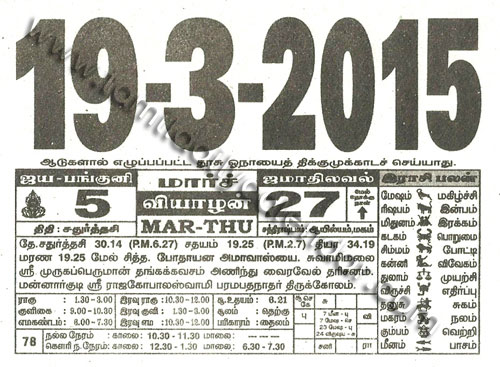 19-3-2015
ஆடுகளால் எழுப்பப்பட்ட தூசு ஓநாயைத் திக்குமுக்காடச் செய்யாது.
ஜய-பங்குனி மார்ச் ஜமாதிலவல் இராசி பலன்
5 வியாழன் 27 மேல் நோக்கு நாள்
திதி : சதுர்த்தசி MAR-THU சந்திராஷ்டமம்: ஆயில்யம்,மகம்
தே.சதுர்த்தசி 30.14 (P.M.6.27) சதயம் 19.25 (P.M.2.7) 34.19
மரண 19.25 மேல் சித்த, போதாயன அமாவாஸ்யை. சுவாமிமலை
ஸ்ரீ முருகப்பெருமான் தங்ககவசம் அணிந்து வைரவேல் தரிஸனம்.
மன்னார்குடி ஸ்ரீ ராஜகோபாலஸ்வாமி பரமபதநாதர் திருக்கோலம்.
மேஷம் மகிழ்ச்சி
ரிஷபம் இன்பம்
மிதுனம் இரக்கம்
கடகம் பொறுமை
சிம்மம் போட்டி
கன்னி வேம்பு
துலாம் முயற்சி
விருச்சி எதிர்ப்பு
தனுசு சுகம்
மகரம் நலம்
கும்பம் வெற்றி
மீனம் பாசம்
ராகு : 1.30 - 3.00 இரவு ராகு : 10.30 - 12.00 சூ.உதயம் : 6.21
குளிகை : 9.00 - 10.30 இரவு குளி : 1.30 - 3.00 சூலம் : தெற்கு
எமகண்டம் : 6.00 - 7.30 இரவு எம : 10.30 - 12.00 பரிகாரம் : தைலம்
78 நல்ல நேரம் : காலை: 10.30 - 11.30 மாலை:
கௌரி ந.நேரம் : காலை: 12.30 - 1.30 மாலை: 6.30 - 7.30